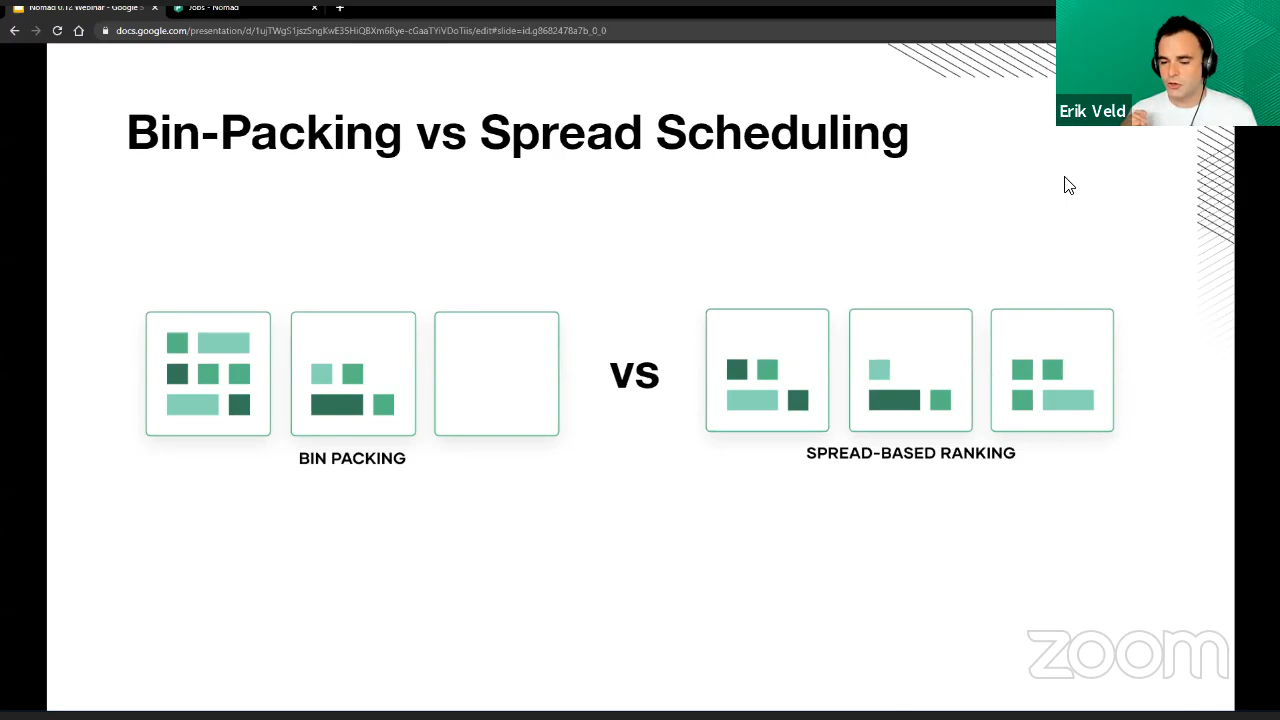 Nomad 0.12 Webinar - Google S
Jobs - Nomad
docs.google.com/presentation/d/1ujTWgS1jszSngKwE35HiQBXm6Rye-cGaaTYiVDoTiis/edit#slide=id.g8682478a7b_0_0
Erik Veld
Bin-Packing vs Spread Scheduling
vs
BIN PACKING
SPREAD-BASED RANKING
zoom